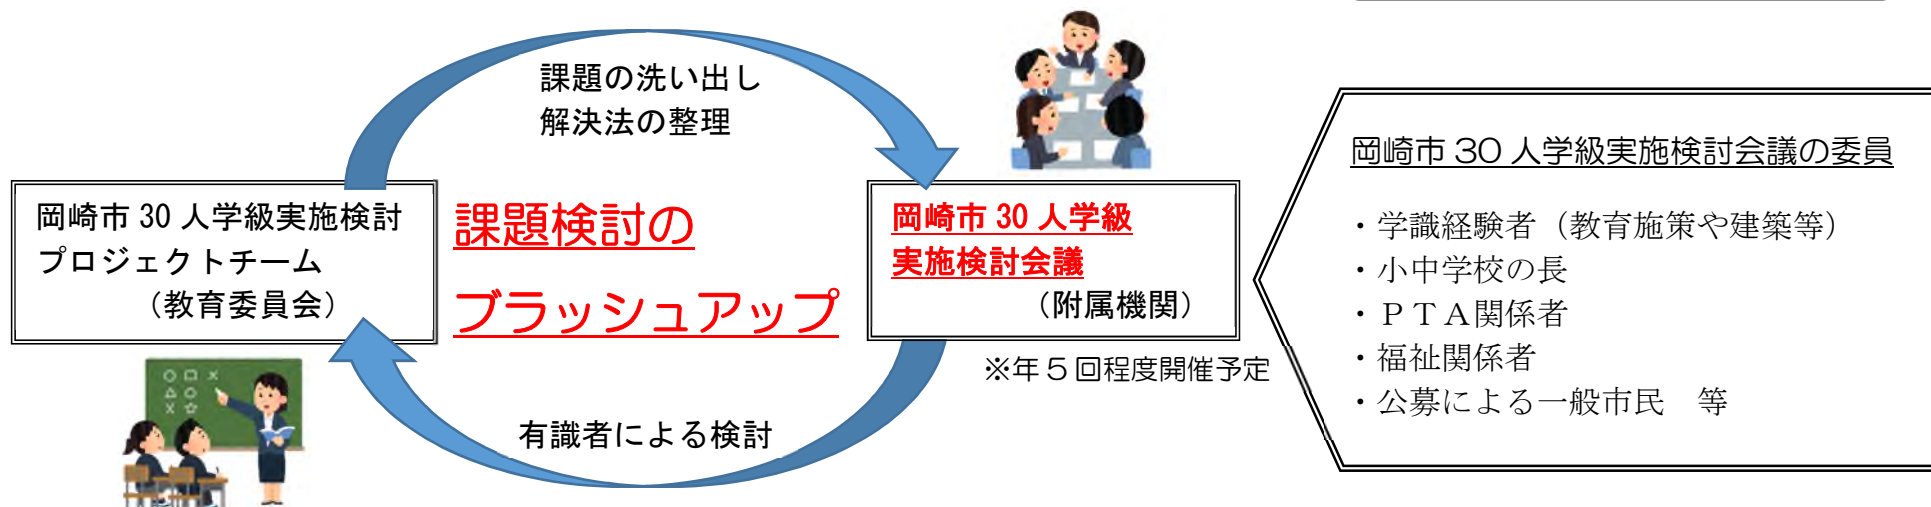 課題の洗い出し
解決法の整理
岡崎市 30 人学級実施検討
プロジェクトチーム
(教育委員会)
課題検討の
ブラッシュアップ
岡崎市 30 人学級
実施検討会議
(附属機関)
※年5回程度開催予定
有識者による検討
岡崎市 30 人学級実施検討会議の委員
・学識経験者（教育施策や建築等）
・小中学校の長
・ＰＴＡ関係者
・福祉関係者
・公募による一般市民　等